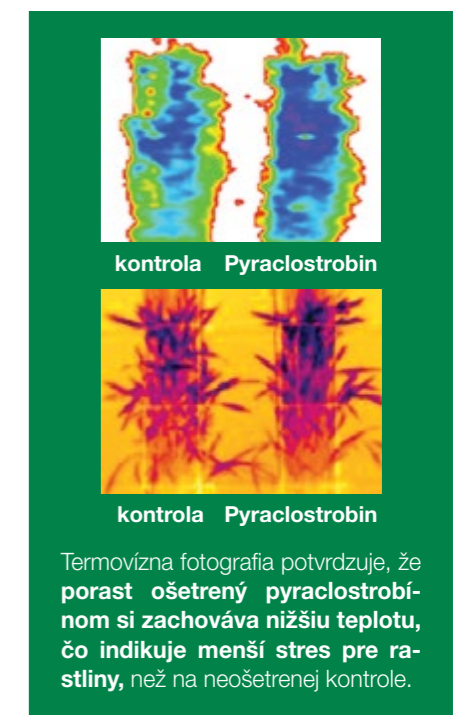 kontrola Pyraclostrobin
kontrola Pyraclostrobin
Termovízna fotografia potvrdzuje, že
porast ošetrený pyraclostrobí-
nom si zachováva nižšiu teplotu,
čo indikuje menší stres pre ra-
stliny, než na neošetrenej kontrole.